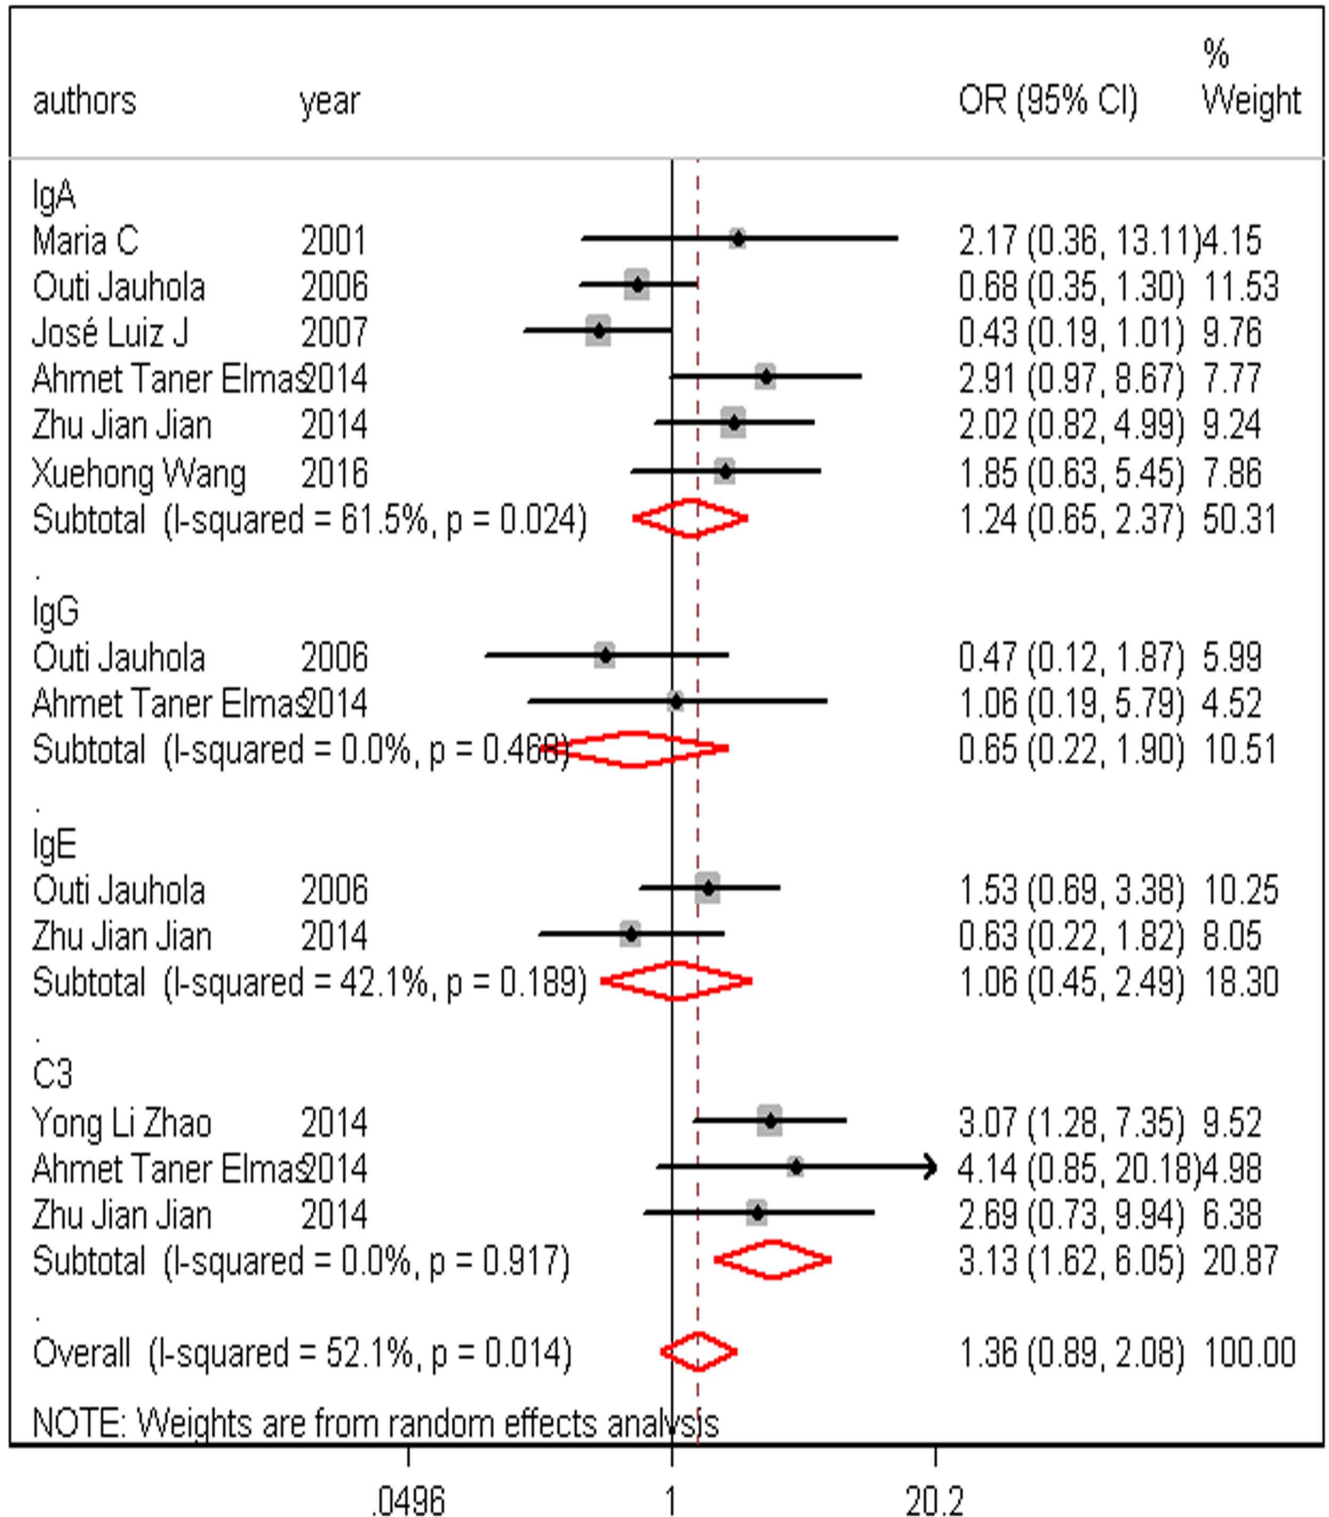 authors year OR (95% CI) % Weight
IgA
Maria C 2001 2.17 (0.36, 13.11) 4.15
Outi Jauhola 2006 0.68 (0.35, 1.30) 11.53
José Luiz J 2007 0.43 (0.19, 1.01) 9.76
Ahmet Taner Elmas 2014 2.91 (0.97, 8.67) 7.77
Zhu Jian Jian 2014 2.02 (0.82, 4.99) 9.24
Xuehong Wang 2016 1.85 (0.63, 5.45) 7.86
Subtotal (I-squared = 61.5%, p = 0.024) 1.24 (0.65, 2.37) 50.31
.
IgG
Outi Jauhola 2006 0.47 (0.12, 1.87) 5.99
Ahmet Taner Elmas 2014 1.06 (0.19, 5.79) 4.52
Subtotal (I-squared = 0.0%, p = 0.468) 0.65 (0.22, 1.90) 10.51
.
IgE
Outi Jauhola 2006 1.53 (0.69, 3.38) 10.25
Zhu Jian Jian 2014 0.63 (0.22, 1.82) 8.05
Subtotal (I-squared = 42.1%, p = 0.189) 1.06 (0.45, 2.49) 18.30
.
C3
Yong Li Zhao 2014 3.07 (1.28, 7.35) 9.52
Ahmet Taner Elmas 2014 4.14 (0.85, 20.18) 4.98
Zhu Jian Jian 2014 2.69 (0.73, 9.94) 6.38
Subtotal (I-squared = 0.0%, p = 0.917) 3.13 (1.62, 6.05) 20.87
.
Overall (I-squared = 52.1%, p = 0.014) 1.36 (0.89, 2.08) 100.00
NOTE: Weights are from random effects analysis
.0496 1 20.2